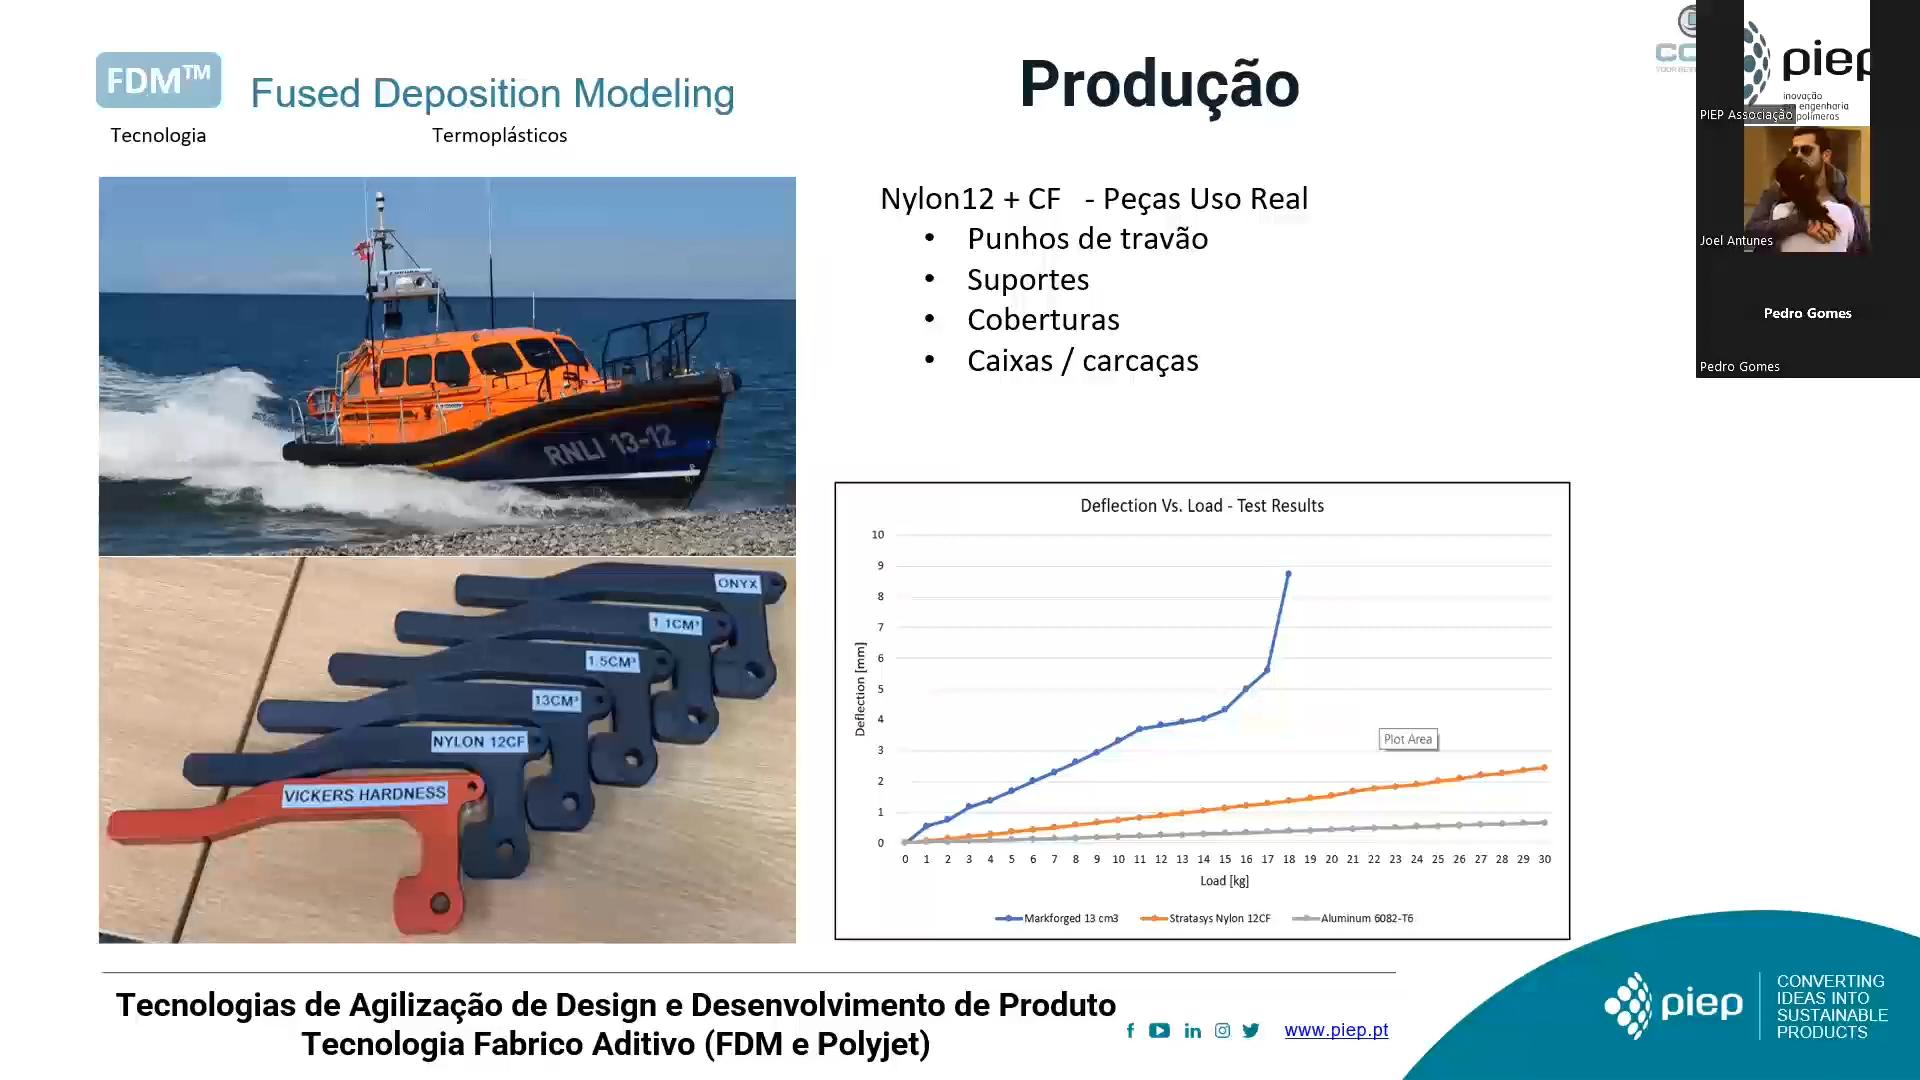 FDM™
Fused Deposition Modeling
Produção
Tecnologia
Termoplásticos
piep
inovação
engenharia
polímeros
PIEP Associação
Joel Antunes
Pedro Gomes
Pedro Gomes
Nylon12 + CF - Peças Uso Real
• Punhos de travão
• Suportes
• Coberturas
• Caixas / carcaças
RNLI 13-12
ONYX
1.1CM³
1.5CM³
13CM³
NYLON 12CF
VICKERS HARDNESS
Deflection Vs. Load - Test Results
10
9
8
7
6
5
4
3
2
1
0
Deflection [mm]
Plot Area
0 1 2 3 4 5 6 7 8 9 10 11 12 13 14 15 16 17 18 19 20 21 22 23 24 25 26 27 28 29 30
Load [kg]
Markforged 13 cm3 Stratasys Nylon 12CF Aluminum 6082-T6
Tecnologias de Agilização de Design e Desenvolvimento de Produto
Tecnologia Fabrico Aditivo (FDM e Polyjet)
www.piep.pt
piep
CONVERTING
IDEAS INTO
SUSTAINABLE
PRODUCTS